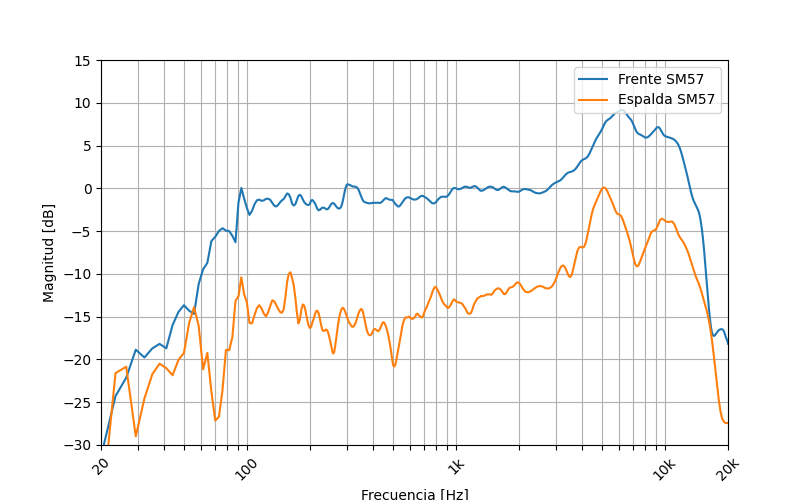 15
10
5
0
−5
−10
−15
−20
−25
−30
Magnitud [dB]
Frente SM57
Espalda SM57
20
100
1k
10k
20k
Frecuencia [Hz]